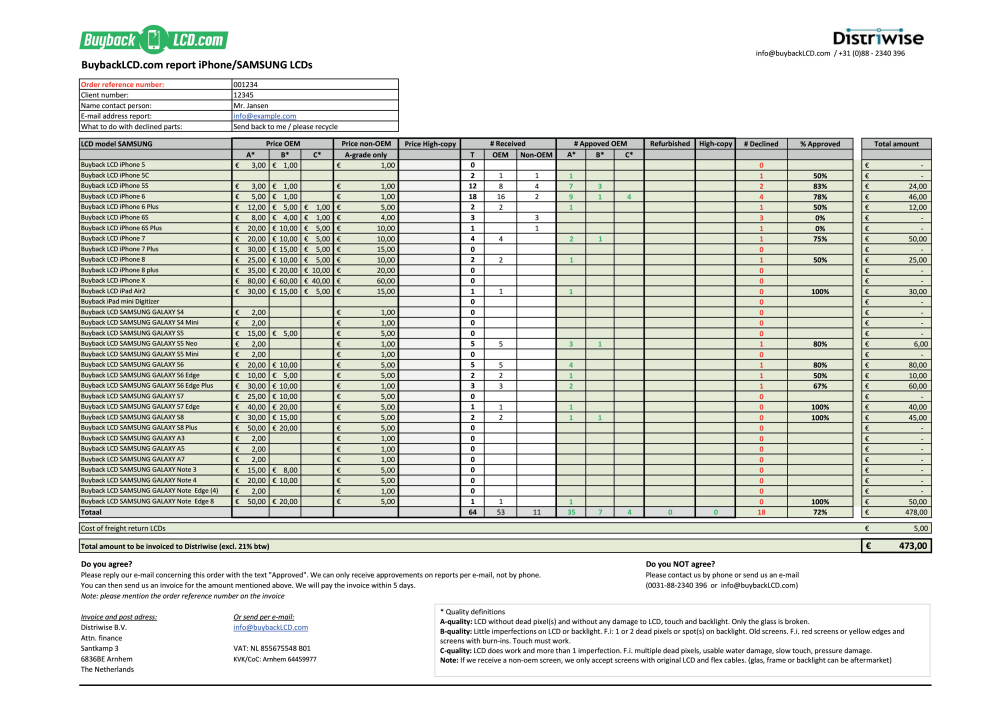 Buyback LCD.com
Distriwise
info@buybackLCD.com / +31 (0)88 - 2340 396
BuybackLCD.com report iPhone/SAMSUNG LCDs
Order reference number: 001234
Client number: 12345
Name contact person: Mr. Jansen
E-mail address report: info@example.com
What to do with declined parts: Send back to me / please recycle
LCD model SAMSUNG Price OEM Price non-OEM Price High-copy # Received # Appoved OEM Refurbished High-copy # Declined % Approved Total amount
A* B* C* A-grade only T OEM Non-OEM A* B* C*
Buyback LCD iPhone 5 € 3,00 € 1,00 € 1,00 0 0 € -
Buyback LCD iPhone 5C 2 1 1 1 1 50% € -
Buyback LCD iPhone 5S € 3,00 € 1,00 € 1,00 12 8 4 7 3 2 83% € 24,00
Buyback LCD iPhone 6 € 5,00 € 1,00 € 1,00 18 16 2 9 1 4 4 78% € 46,00
Buyback LCD iPhone 6 Plus € 12,00 € 5,00 € 1,00 € 5,00 2 2 1 1 50% € 12,00
Buyback LCD iPhone 6S € 8,00 € 4,00 € 1,00 € 4,00 3 3 3 0% € -
Buyback LCD iPhone 6S Plus € 20,00 € 10,00 € 5,00 € 10,00 1 1 1 0% € -
Buyback LCD iPhone 7 € 20,00 € 10,00 € 5,00 € 10,00 4 4 2 1 1 75% € 50,00
Buyback LCD iPhone 7 Plus € 30,00 € 15,00 € 5,00 € 15,00 0 0 € -
Buyback LCD iPhone 8 € 25,00 € 10,00 € 5,00 € 10,00 2 2 1 1 50% € 25,00
Buyback LCD iPhone 8 plus € 35,00 € 20,00 € 10,00 € 20,00 0 0 € -
Buyback LCD iPhone X € 80,00 € 60,00 € 40,00 € 60,00 0 0 € -
Buyback LCD iPad Air2 € 30,00 € 15,00 € 5,00 € 15,00 1 1 1 0 100% € 30,00
Buyback iPad mini Digitizer 0 0 € -
Buyback LCD SAMSUNG GALAXY S4 € 2,00 € 1,00 0 0 € -
Buyback LCD SAMSUNG GALAXY S4 Mini € 2,00 € 1,00 0 0 € -
Buyback LCD SAMSUNG GALAXY S5 € 15,00 € 5,00 € 5,00 0 0 € -
Buyback LCD SAMSUNG GALAXY S5 Neo € 2,00 € 1,00 5 5 3 1 1 80% € 6,00
Buyback LCD SAMSUNG GALAXY S5 Mini € 2,00 € 1,00 0 0 € -
Buyback LCD SAMSUNG GALAXY S6 € 20,00 € 10,00 € 5,00 5 5 4 1 80% € 80,00
Buyback LCD SAMSUNG GALAXY S6 Edge € 10,00 € 5,00 € 5,00 2 2 1 1 50% € 10,00
Buyback LCD SAMSUNG GALAXY S6 Edge Plus € 30,00 € 10,00 € 1,00 3 3 2 1 67% € 60,00
Buyback LCD SAMSUNG GALAXY S7 € 25,00 € 10,00 € 5,00 0 0 € -
Buyback LCD SAMSUNG GALAXY S7 Edge € 40,00 € 20,00 € 5,00 1 1 1 0 100% € 40,00
Buyback LCD SAMSUNG GALAXY S8 € 30,00 € 15,00 € 5,00 2 2 1 1 0 100% € 45,00
Buyback LCD SAMSUNG GALAXY S8 Plus € 50,00 € 20,00 € 5,00 0 0 € -
Buyback LCD SAMSUNG GALAXY A3 € 2,00 € 1,00 0 0 € -
Buyback LCD SAMSUNG GALAXY A5 € 2,00 € 1,00 0 0 € -
Buyback LCD SAMSUNG GALAXY A7 € 2,00 € 1,00 0 0 € -
Buyback LCD SAMSUNG GALAXY Note 3 € 15,00 € 8,00 € 5,00 0 0 € -
Buyback LCD SAMSUNG GALAXY Note 4 € 20,00 € 10,00 € 5,00 0 0 € -
Buyback LCD SAMSUNG GALAXY Note Edge (4) € 2,00 € 1,00 0 0 € -
Buyback LCD SAMSUNG GALAXY Note Edge 8 € 50,00 € 20,00 € 5,00 1 1 1 0 100% € 50,00
Totaal 64 53 11 35 7 4 0 0 18 72% € 478,00
Cost of freight return LCDs € 5,00
Total amount to be invoiced to Distriwise (excl. 21% btw) € 473,00
Do you agree?
Please reply our e-mail concerning this order with the text "Approved". We can only receive approvements on reports per e-mail, not by phone.
You can then send us an invoice for the amount mentioned above. We will pay the invoice within 5 days.
Note: please mention the order reference number on the invoice
Do you NOT agree?
Please contact us by phone or send us an e-mail
(0031-88-2340 396 or info@buybackLCD.com)
Invoice and post adress:
Distriwise B.V.
Attn. finance
Santkamp 3
6836BE Arnhem
The Netherlands
Or send per e-mail:
info@buybackLCD.com
VAT: NL 855675548 B01
KVK/CoC: Arnhem 64459977
* Quality definitions
A-quality: LCD without dead pixel(s) and without any damage to LCD, touch and backlight. Only the glass is broken.
B-quality: Little imperfections on LCD or backlight. F.i: 1 or 2 dead pixels or spot(s) on backlight. Old screens. F.i. red screens or yellow edges and
screens with burn-ins. Touch must work.
C-quality: LCD does work and more than 1 imperfection. F.i. multiple dead pixels, usable water damage, slow touch, pressure damage.
Note: If we receive a non-oem screen, we only accept screens with original LCD and flex cables. (glas, frame or backlight can be aftermarket)